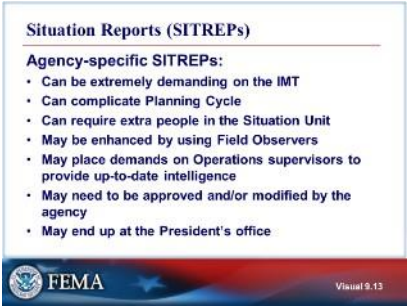 Situation Reports (SITREPs)
Agency-specific SITREPs:
• Can be extremely demanding on the IMT
• Can complicate Planning Cycle
• Can require extra people in the Situation Unit
• May be enhanced by using Field Observers
• May place demands on Operations supervisors to
provide up-to-date intelligence
• May need to be approved and/or modified by the
agency
• May end up at the President's office
FEMA
Visual 9.13